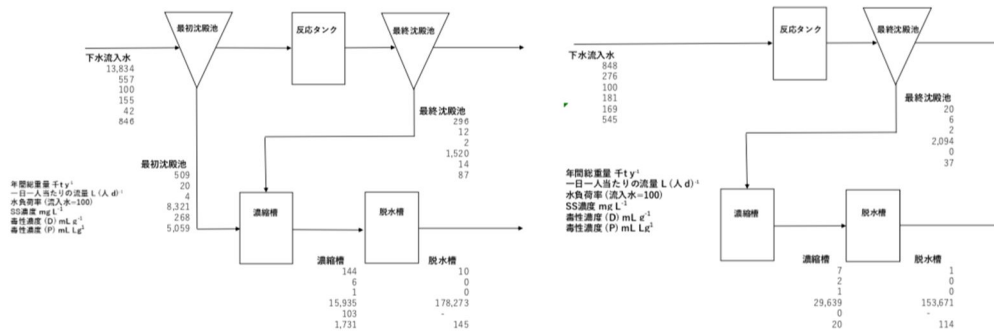 最初沈殿池
反応タンク
最終沈殿池
下水流入水
13,834
557
100
155
42
846
最終沈殿池
296
12
2
1,520
14
87
最初沈殿池
509
20
4
8,321
268
5,059
年間総重量 千t y⁻¹
一日一人当たりの流量 L (人 d)⁻¹
水負荷率 (流入水=100)
SS濃度 mg L⁻¹
毒性濃度 (D) mL g⁻¹
毒性濃度 (P) mL Lg¹
濃縮槽
脱水槽
濃縮槽
144
6
1
15,935
103
1,731
脱水槽
10
0
0
178,273
-
145
反応タンク
最終沈殿池
下水流入水
848
276
100
181
169
545
最終沈殿池
20
6
2
2,094
0
37
年間総重量 千t y⁻¹
一日一人当たりの流量 L (人 d)⁻¹
水負荷率 (流入水=100)
SS濃度 mg L⁻¹
毒性濃度 (D) mL g⁻¹
毒性濃度 (P) mL Lg¹
濃縮槽
脱水槽
濃縮槽
7
2
1
29,639
0
20
脱水槽
1
0
0
153,671
-
114